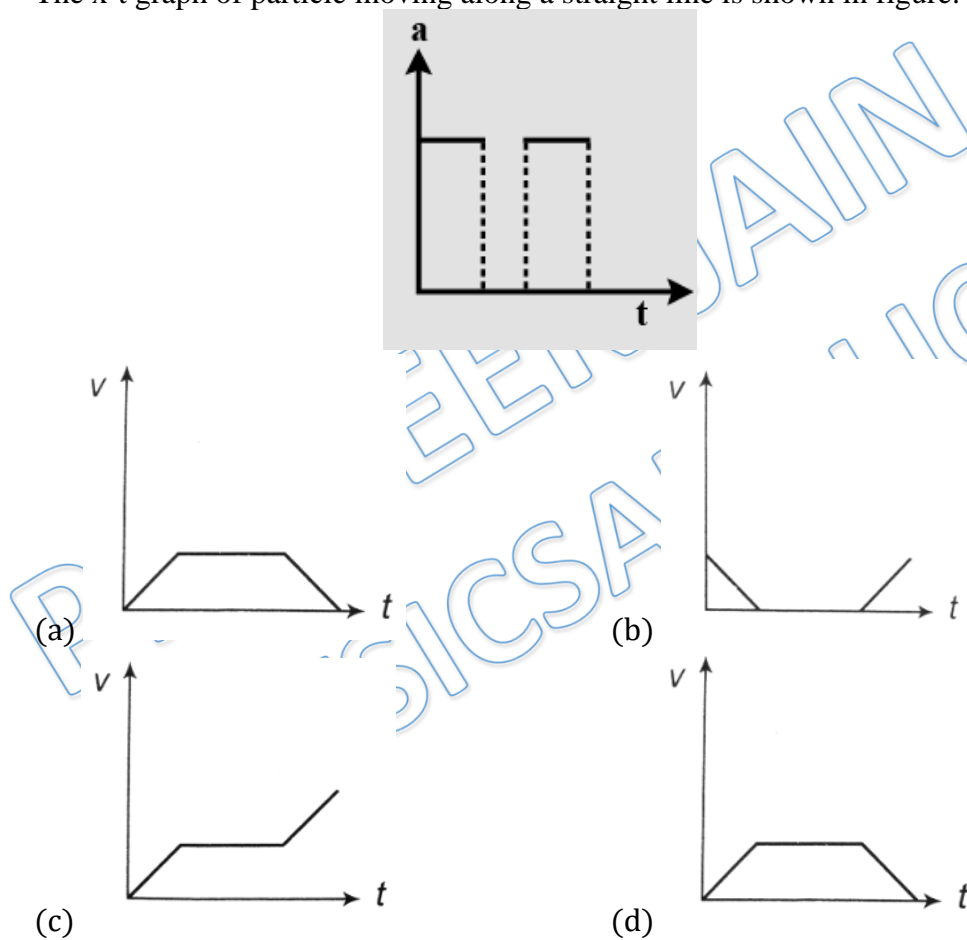 The x-t graph of particle moving along a straight line is shown in figure.
a
t
v
t
(a)
v
t
(b)
v
t
(c)
v
t
(d)